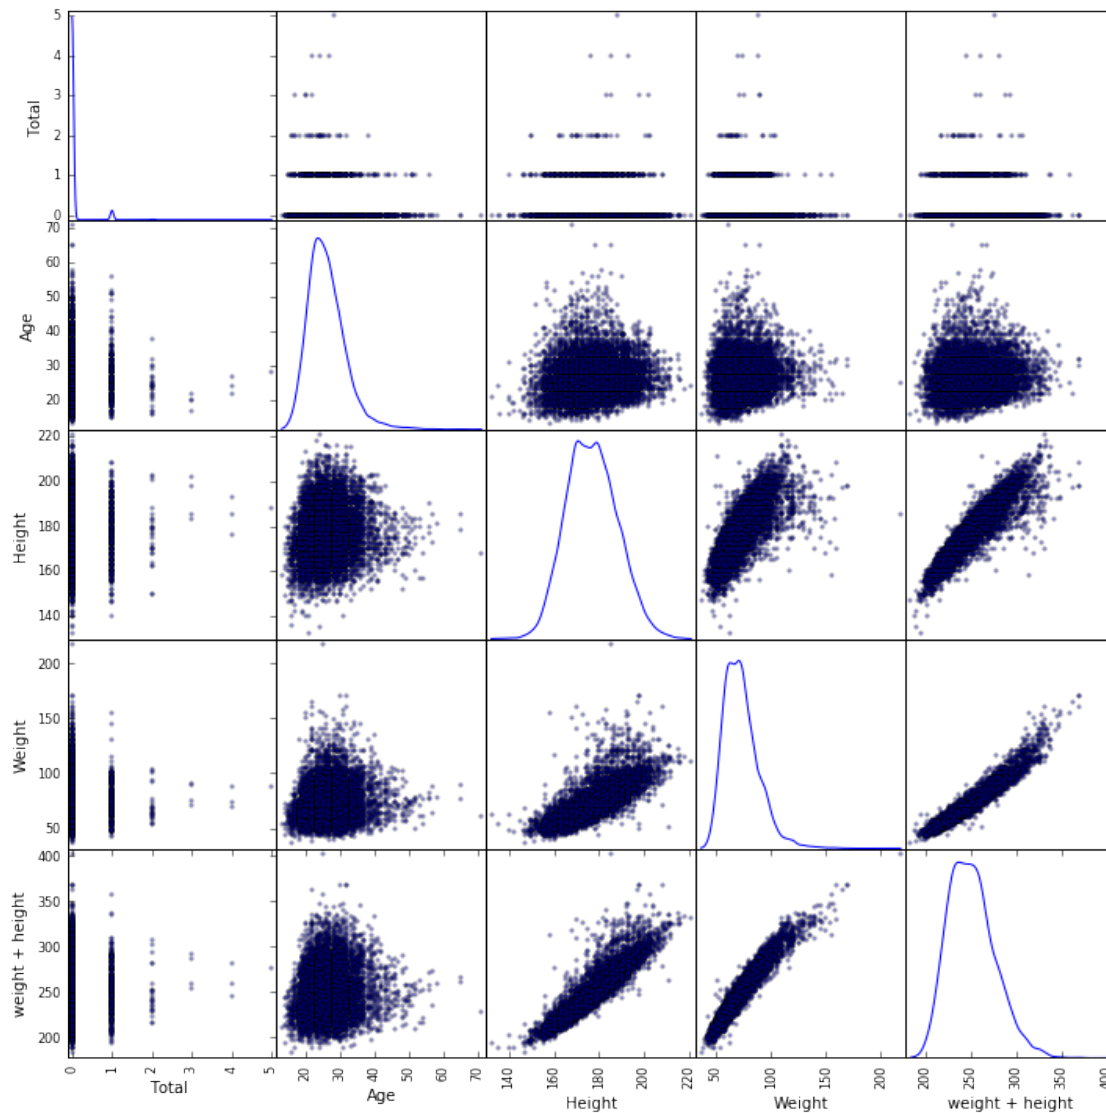 5
4
3
2
1
0
Total
70
60
50
40
30
20
Age
220
200
180
160
140
Height
200
150
100
50
Weight
400
350
300
250
200
weight + height
0 1 2 3 4 5
20 30 40 50 60 70
140 160 180 200 220
50 100 150 200
200 250 300 350 400
Total Age Height Weight weight + height